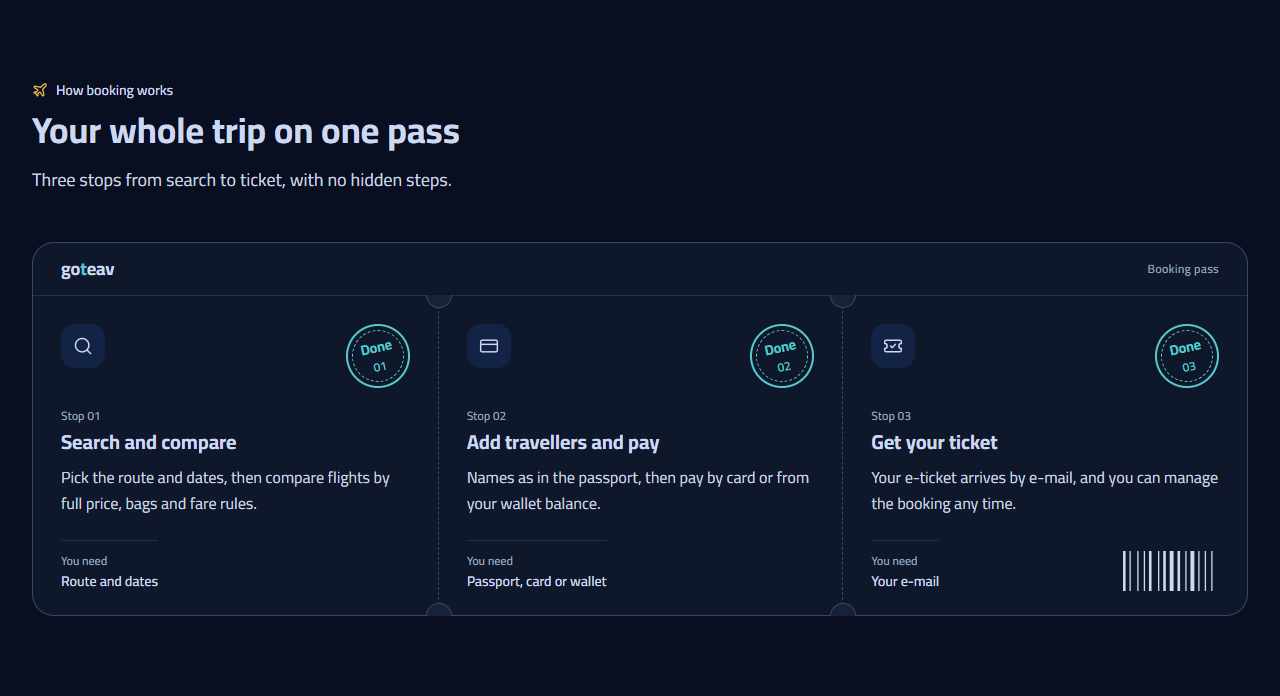 How booking works
Your whole trip on one pass
Three stops from search to ticket, with no hidden steps.
goteav
Booking pass
Done
01
Stop 01
Search and compare
Pick the route and dates, then compare flights by
full price, bags and fare rules.
You need
Route and dates
Done
02
Stop 02
Add travellers and pay
Names as in the passport, then pay by card or from
your wallet balance.
You need
Passport, card or wallet
Done
03
Stop 03
Get your ticket
Your e-ticket arrives by e-mail, and you can manage
the booking any time.
You need
Your e-mail